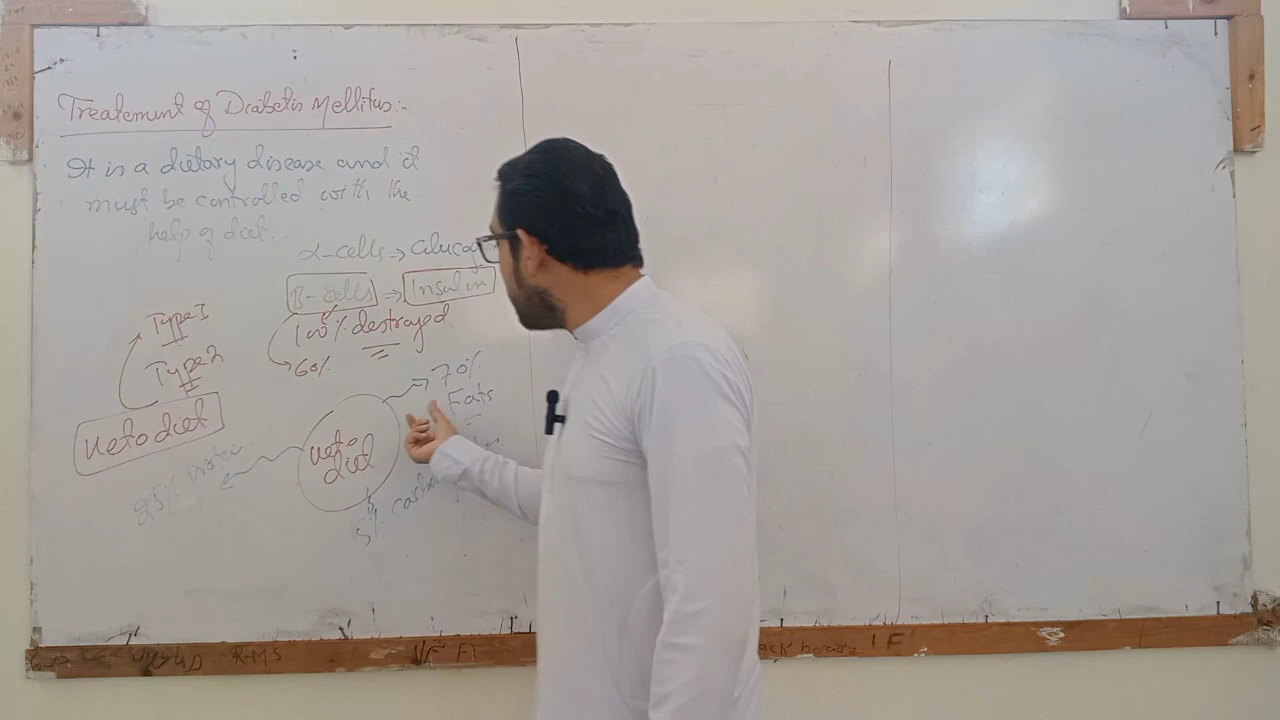 Treatement of Diabetis Mellitus:-
It is a dietary disease and it
must be controlled with the
help of diet..
α-cells → Glucag
B-cells ⇒ Insulin
100% destroyed
60%
Type I
Type 2
Keto diet
keto
diet
70%
Fats
25% protein
5% carbo
R.M.S